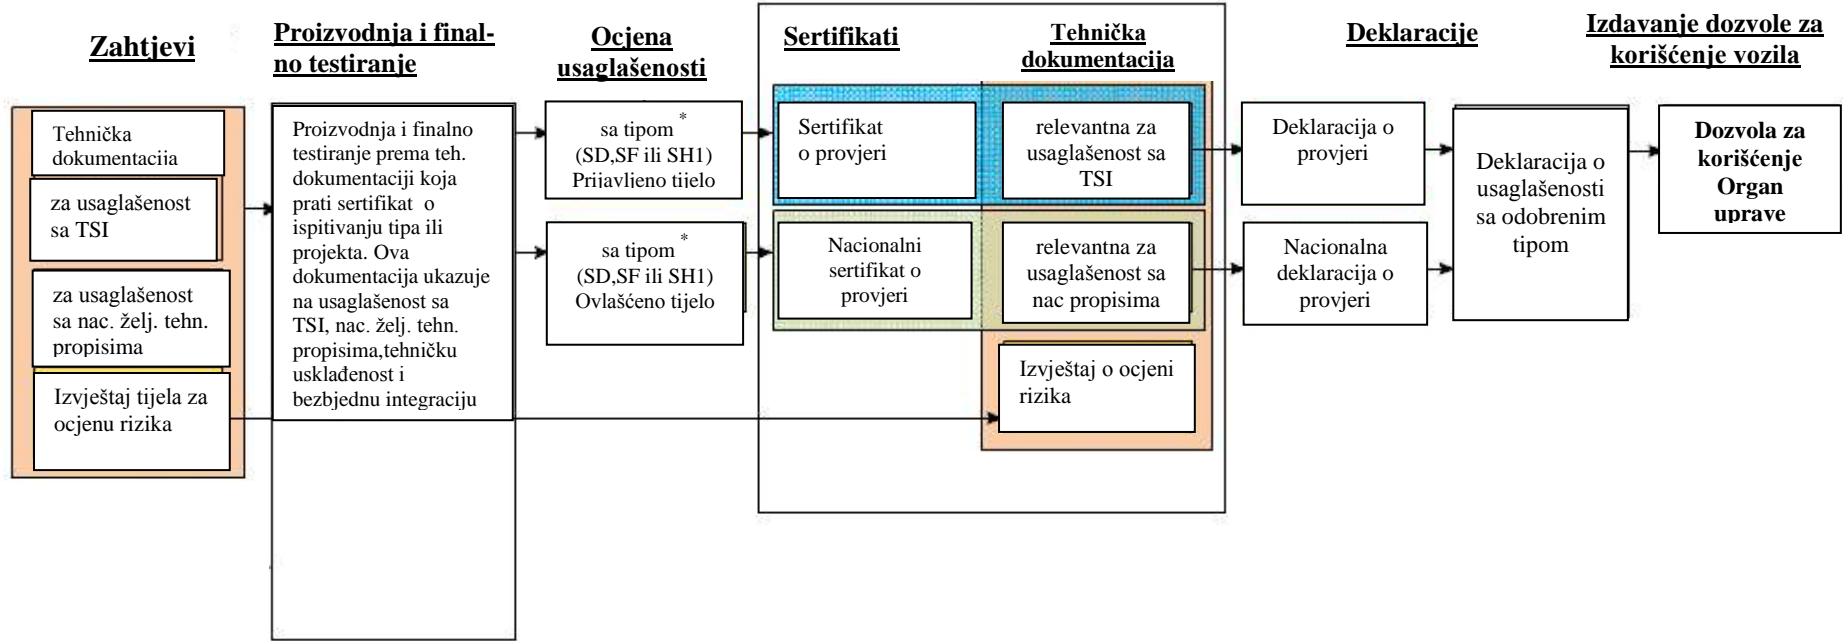 Zahtjevi
Proizvodnja i final-
no testiranje
Ocjena
usaglašenosti
Sertifikati
Tehnička
dokumentacija
Deklaracije
Izdavanje dozvole za
korišćenje vozila
Tehnička
dokumentacija
za usaglašenost
sa TSI
za usaglašenost
sa nac. želj. tehn.
propisima
Izvještaj tijela za
ocjenu rizika
Proizvodnja i finalno
testiranje prema teh.
dokumentaciji koja
prati sertifikat o
ispitivanju tipa ili
projekta. Ova
dokumentacija ukazuje
na usaglašenost sa
TSI, nac. želj. tehn.
propisima,tehničku
usklađenost i
bezbjednu integraciju
sa tipom *
(SD,SF ili SH1)
Prijavljeno tijelo
sa tipom *
(SD,SF ili SH1)
Ovlašćeno tijelo
Sertifikat
o provjeri
Nacionalni
sertifikat o
provjeri
relevantna za
usaglašenost sa
TSI
relevantna za
usaglašenost sa
nac propisima
Izvještaj o ocjeni
rizika
Deklaracija o
provjeri
Nacionalna
deklaracija o
provjeri
Deklaracija o
usaglašenosti
sa odobrenim
tipom
Dozvola za
korišćenje
Organ
uprave